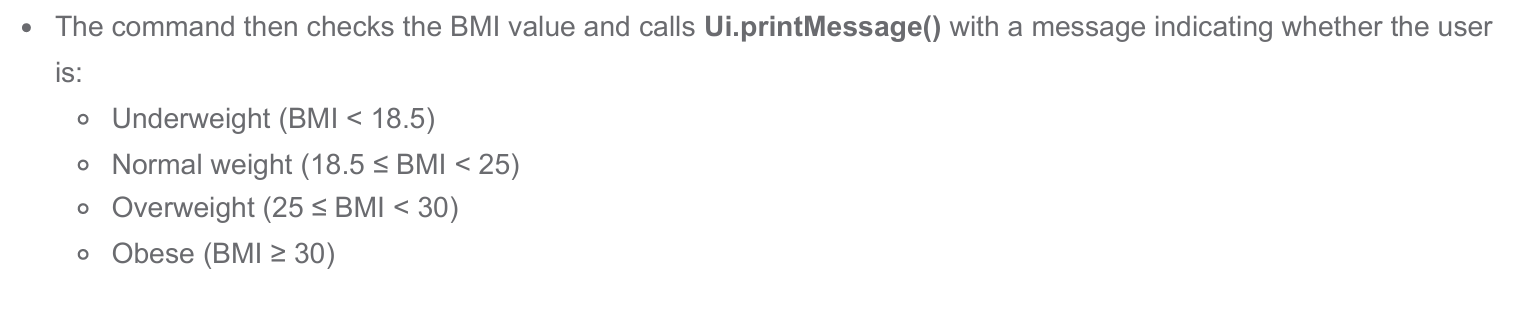 • The command then checks the BMI value and calls Ui.printMessage() with a message indicating whether the user
is:
◦ Underweight (BMI < 18.5)
◦ Normal weight (18.5 ≤ BMI < 25)
◦ Overweight (25 ≤ BMI < 30)
◦ Obese (BMI ≥ 30)